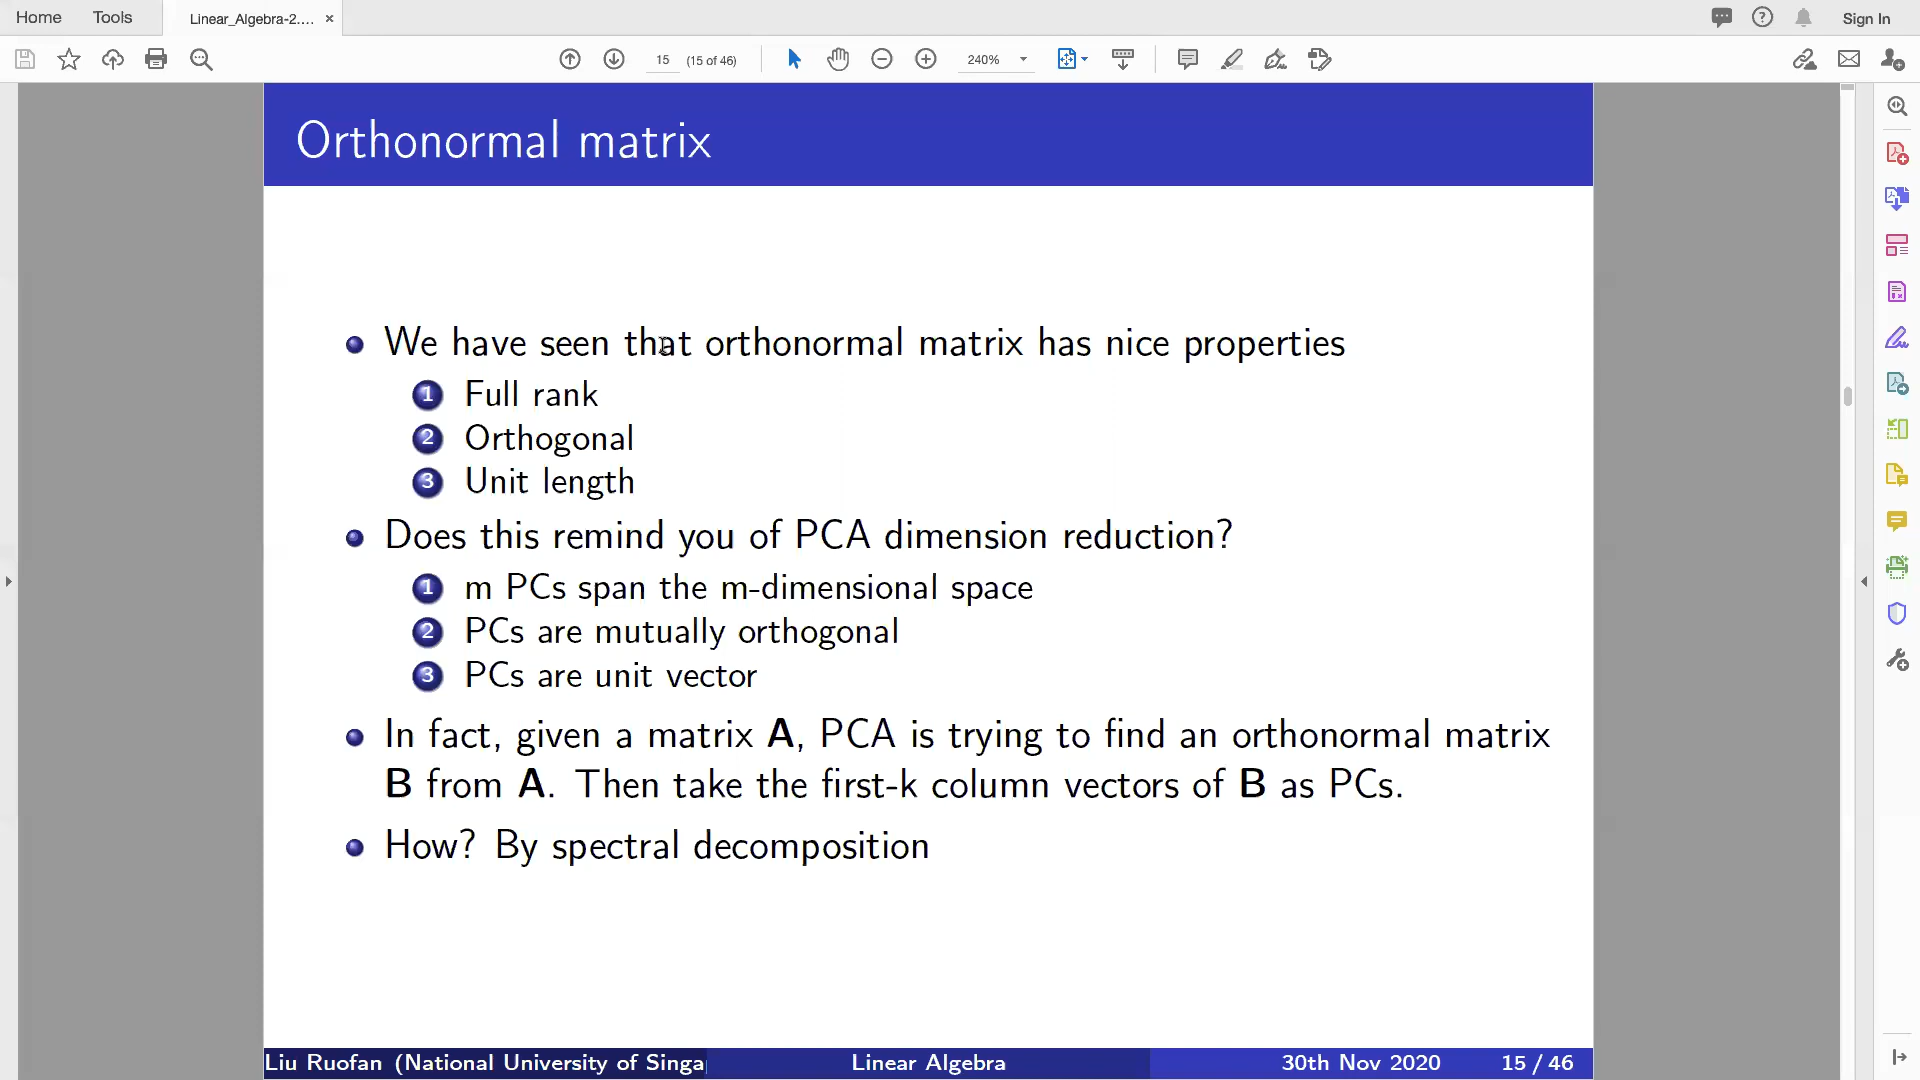 Home Tools Linear_Algebra-2.... × Sign In
15 (15 of 46) 240%
Orthonormal matrix
We have seen that orthonormal matrix has nice properties
1 Full rank
2 Orthogonal
3 Unit length
Does this remind you of PCA dimension reduction?
1 m PCs span the m-dimensional space
2 PCs are mutually orthogonal
3 PCs are unit vector
In fact, given a matrix A, PCA is trying to find an orthonormal matrix
B from A. Then take the first-k column vectors of B as PCs.
How? By spectral decomposition
Liu Ruofan (National University of Singa Linear Algebra 30th Nov 2020 15 / 46